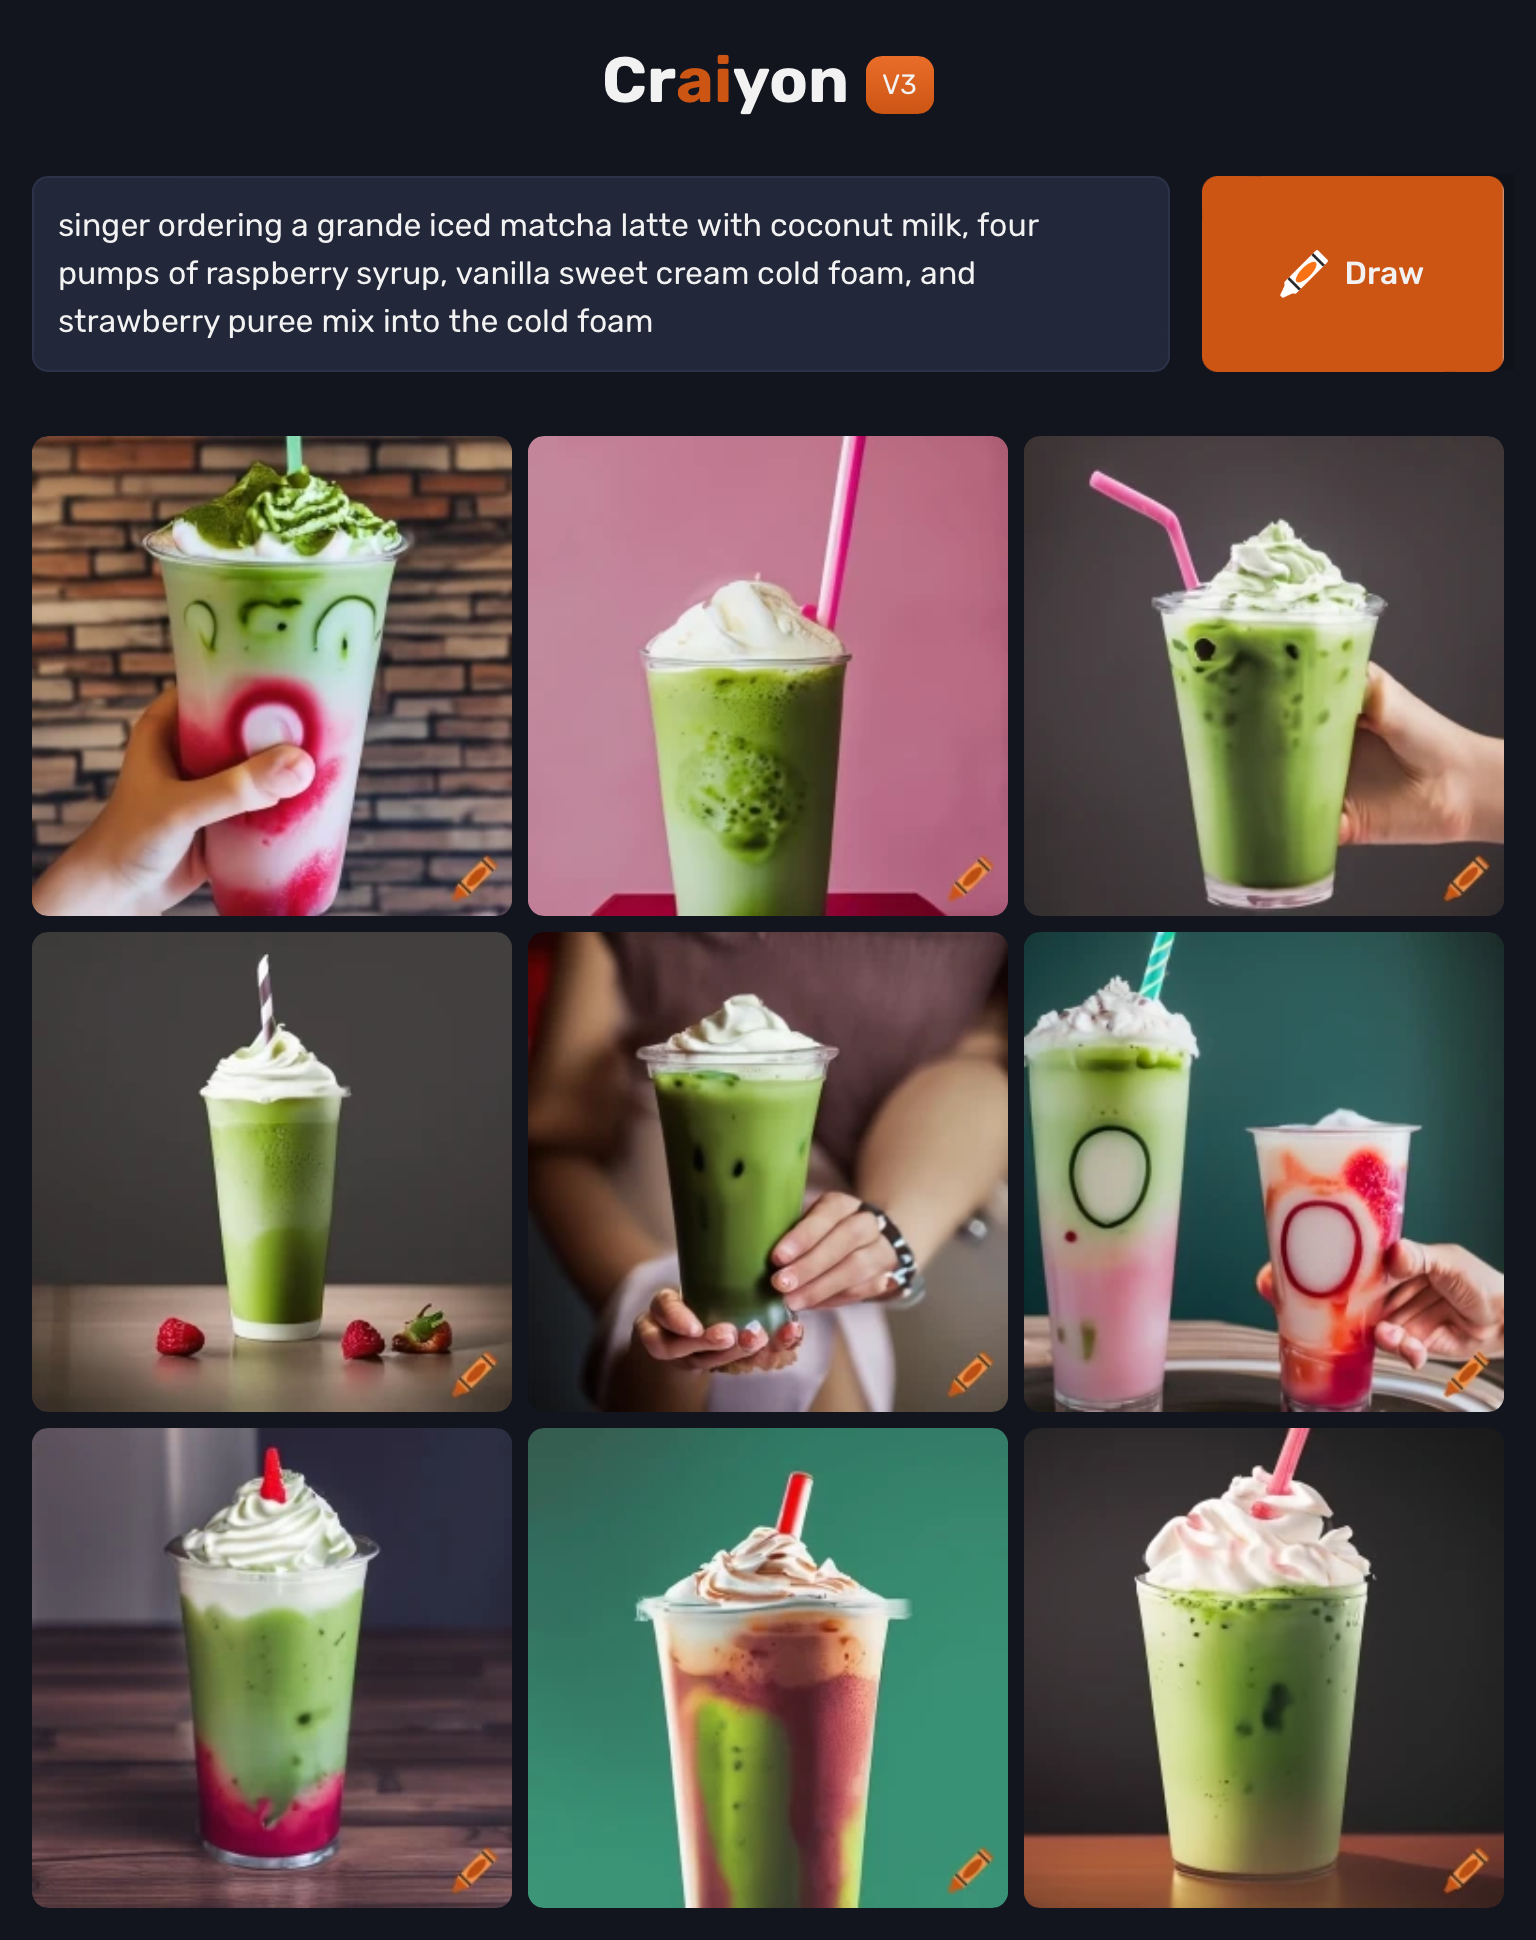 Craiyon V3
singer ordering a grande iced matcha latte with coconut milk, four
pumps of raspberry syrup, vanilla sweet cream cold foam, and
strawberry puree mix into the cold foam
Draw